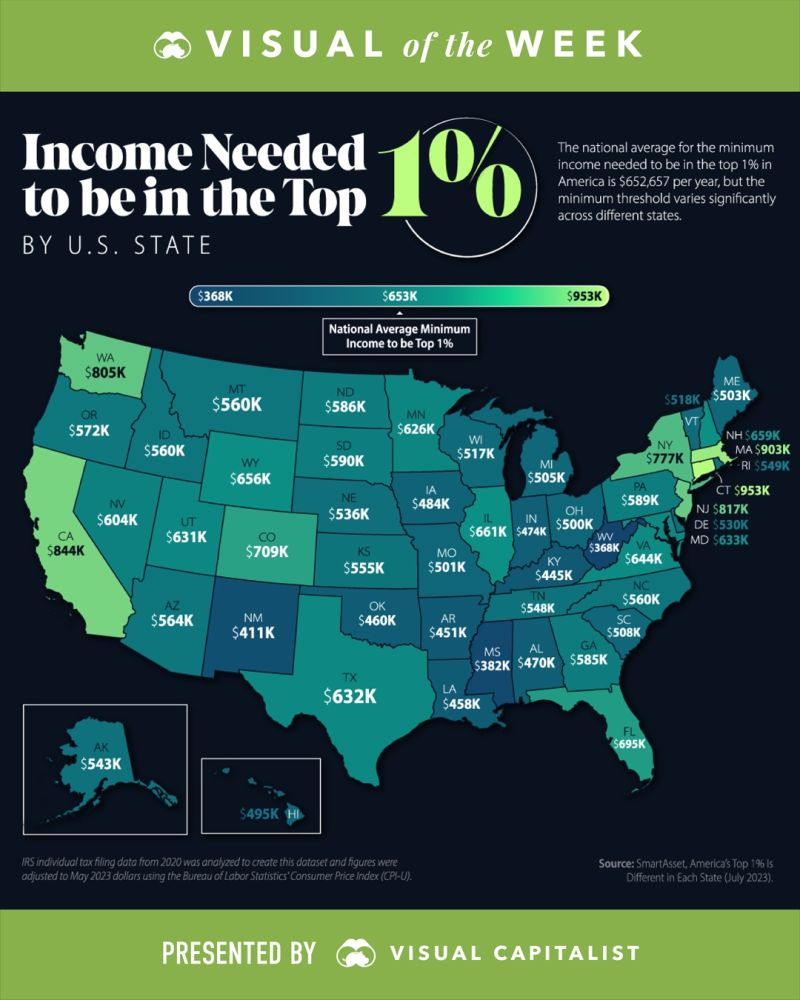 VISUAL of the WEEK
Income Needed
to be in the Top
1%
BY U.S. STATE
The national average for the minimum
income needed to be in the top 1% in
America is $652,657 per year, but the
minimum threshold varies significantly
across different states.
$368K
$653K
$953K
National Average Minimum
Income to be Top 1%
WA
$805K
OR
$572K
CA
$844K
NV
$604K
ID
$560K
MT
$560K
WY
$656K
UT
$631K
CO
$709K
AZ
$564K
NM
$411K
ND
$586K
SD
$590K
NE
$536K
KS
$555K
OK
$460K
TX
$632K
MN
$626K
IA
$484K
MO
$501K
AR
$451K
LA
$458K
WI
$517K
IL
$661K
MI
$505K
IN
$474K
OH
$500K
KY
$445K
TN
$548K
MS
$382K
AL
$470K
GA
$585K
FL
$695K
SC
$508K
NC
$560K
VA
$644K
WV
$368K
PA
$589K
NY
$777K
$518K
VT
ME
$503K
NH $659K
MA $903K
RI $549K
CT $953K
NJ $817K
DE $530K
MD $633K
AK
$543K
$495K HI
IRS individual tax filing data from 2020 was analyzed to create this dataset and figures were
adjusted to May 2023 dollars using the Bureau of Labor Statistics' Consumer Price Index (CPI-U).
Source: SmartAsset, America's Top 1% Is
Different in Each State (July 2023).
PRESENTED BY VISUAL CAPITALIST